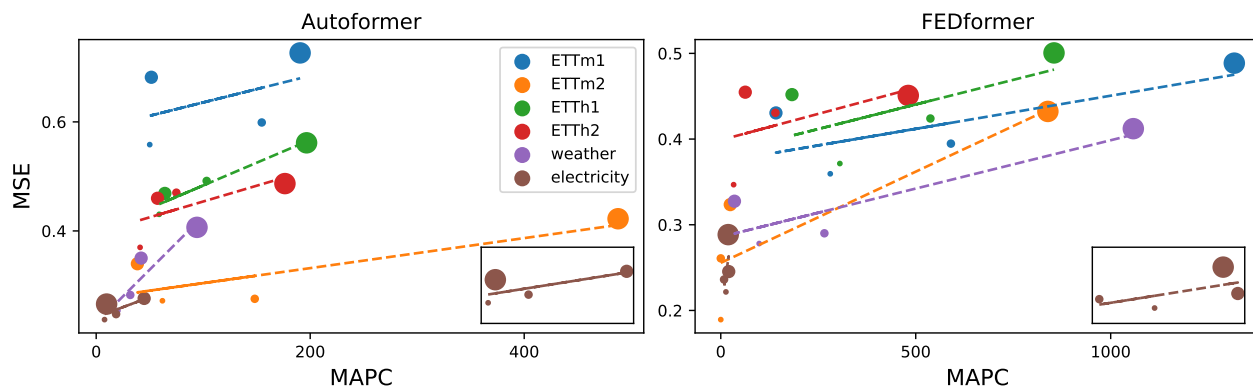 Autoformer
MSE
0.6
0.4
ETTm1
ETTm2
ETTh1
ETTh2
weather
electricity
0
200
400
MAPC
FEDformer
0.5
0.4
0.3
0.2
0
500
1000
MAPC